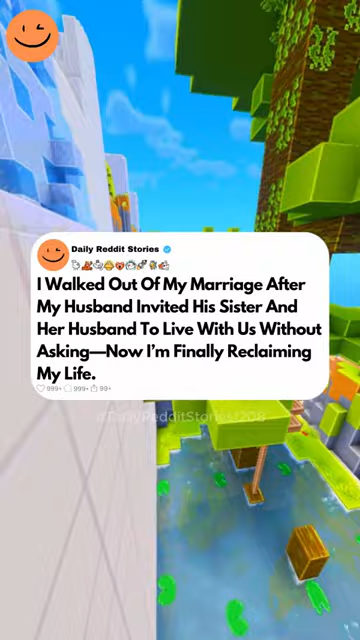 Daily Reddit Stories
I Walked Out Of My Marriage After
My Husband Invited His Sister And
Her Husband To Live With Us Without
Asking—Now I’m Finally Reclaiming
My Life.
999+ 999+ 99+
@DailyRedditStories1208